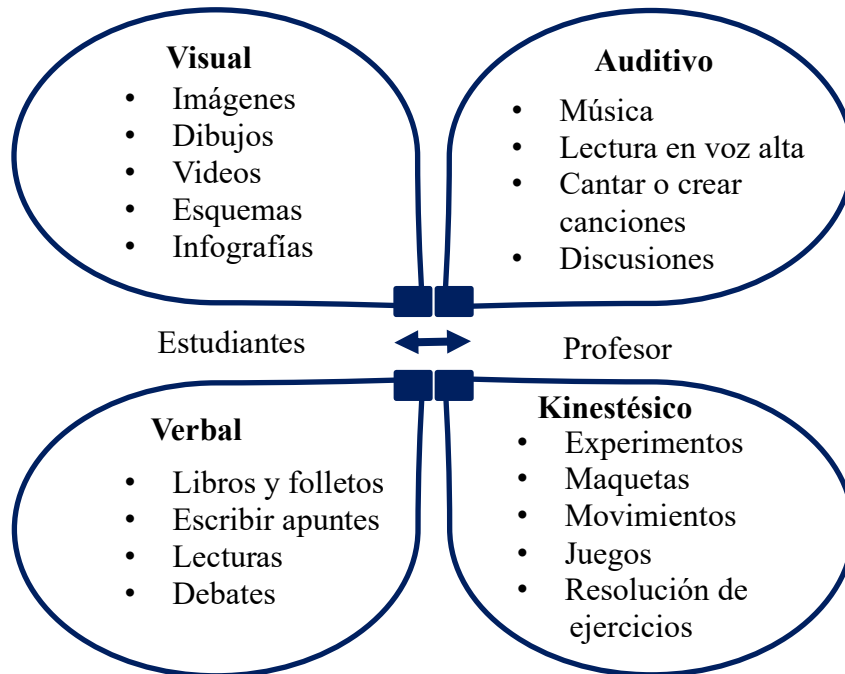 Visual
• Imágenes
• Dibujos
• Videos
• Esquemas
• Infografías
Auditivo
• Música
• Lectura en voz alta
• Cantar o crear
canciones
• Discusiones
Estudiantes
Profesor
Verbal
• Libros y folletos
• Escribir apuntes
• Lecturas
• Debates
Kinestésico
• Experimentos
• Maquetas
• Movimientos
• Juegos
• Resolución de
ejercicios